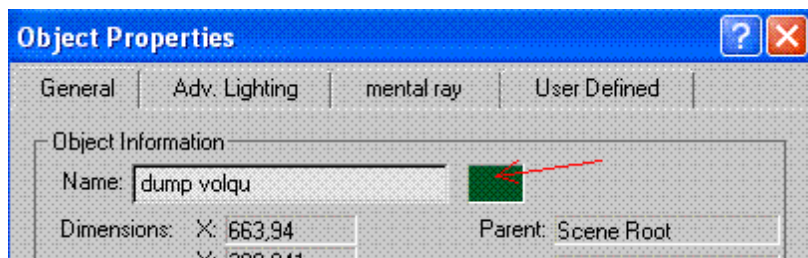 Object Properties
General Adv. Lighting mental ray User Defined
Object Information
Name: dump volqu
Dimensions: X: 663,94 Parent: Scene Root